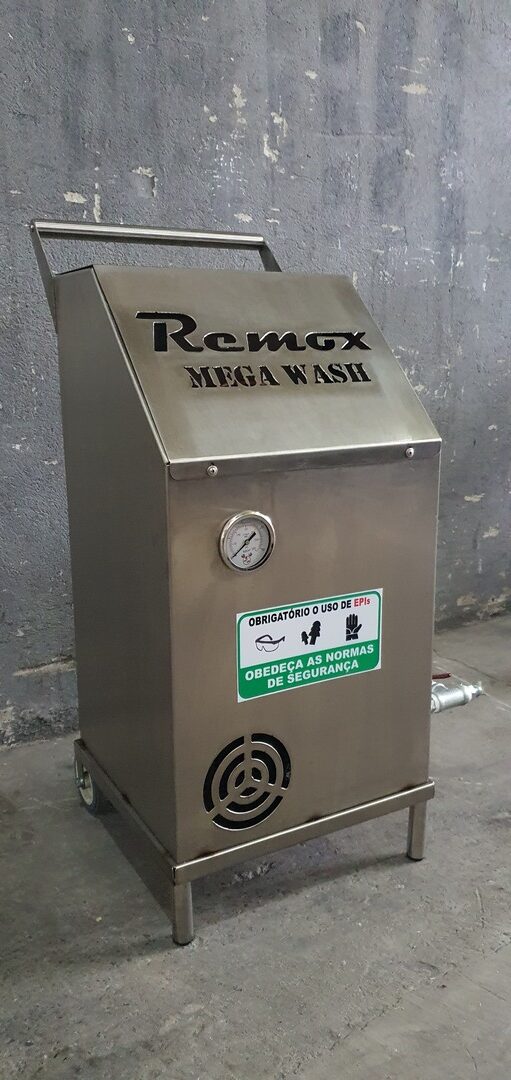 Remox
MEGA WASH
OBRIGATÓRIO O USO DE EPIs
OBEDEÇA AS NORMAS
DE SEGURANÇA